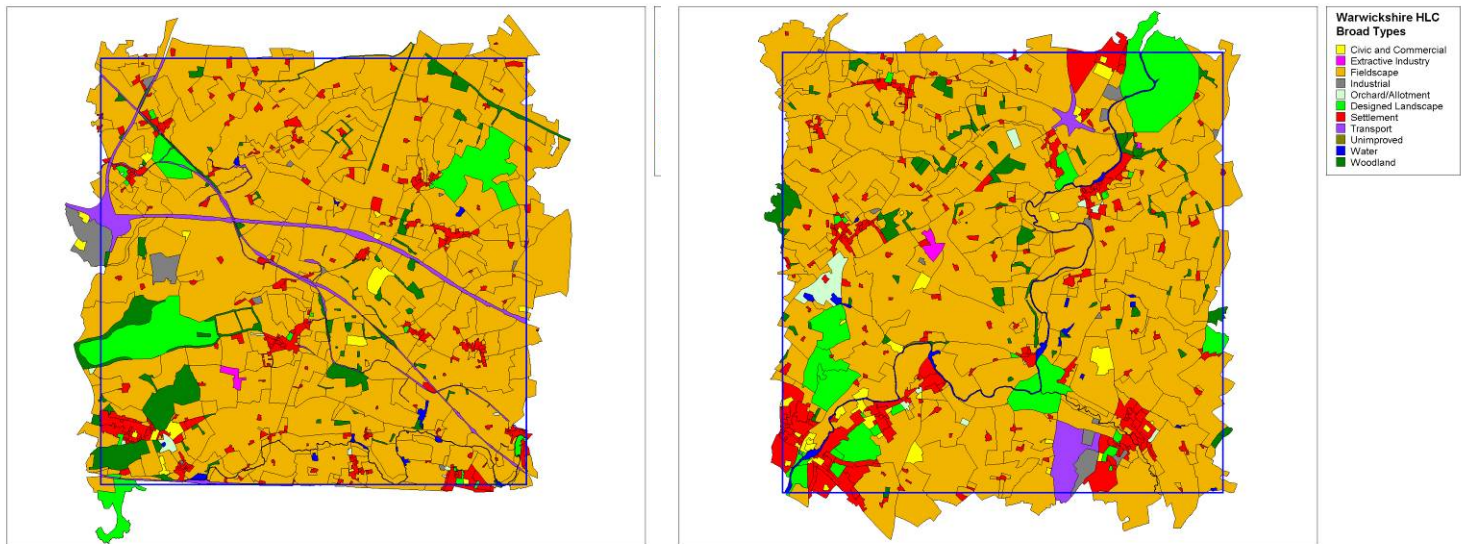 Warwickshire HLC
Broad Types
Civic and Commercial
Extractive Industry
Fieldscape
Industrial
Orchard/Allotment
Designed Landscape
Settlement
Transport
Unimproved
Water
Woodland